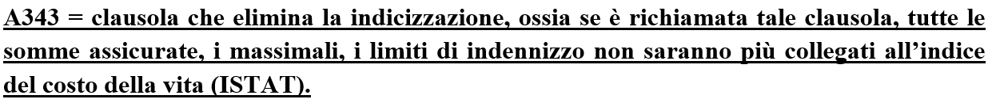 A343 = clausola che elimina la indicizzazione, ossia se è richiamata tale clausola, tutte le
somme assicurate, i massimali, i limiti di indennizzo non saranno più collegati all’indice
del costo della vita (ISTAT).